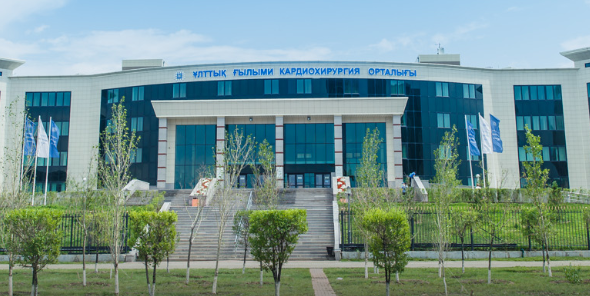 ҰЛТТЫҚ ҒЫЛЫМИ КАРДИОХИРУРГИЯ ОРТАЛЫҒЫ